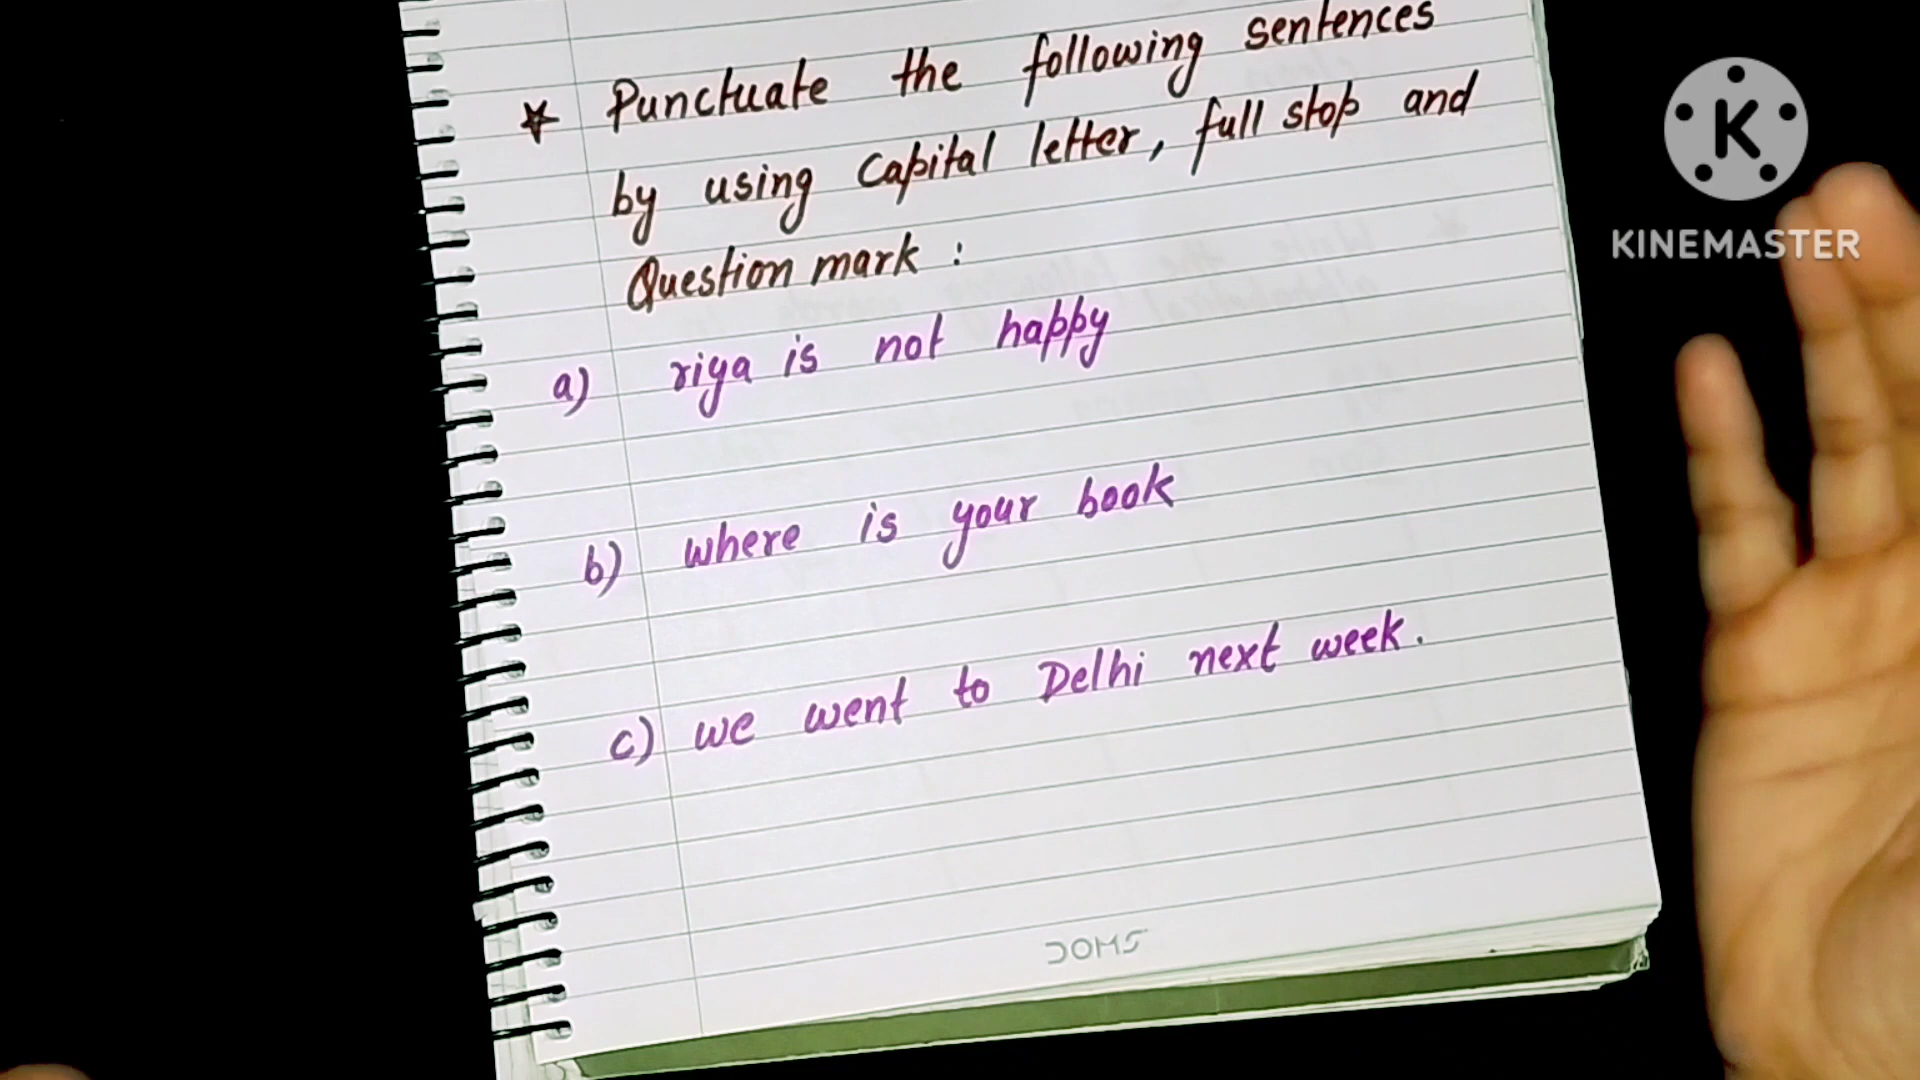 * Punctuate the following sentences
by using capital letter, full stop and
Question mark :
a) riya is not happy
b) where is your book
c) we went to Delhi next week.
DOMS
K
KINEMASTER